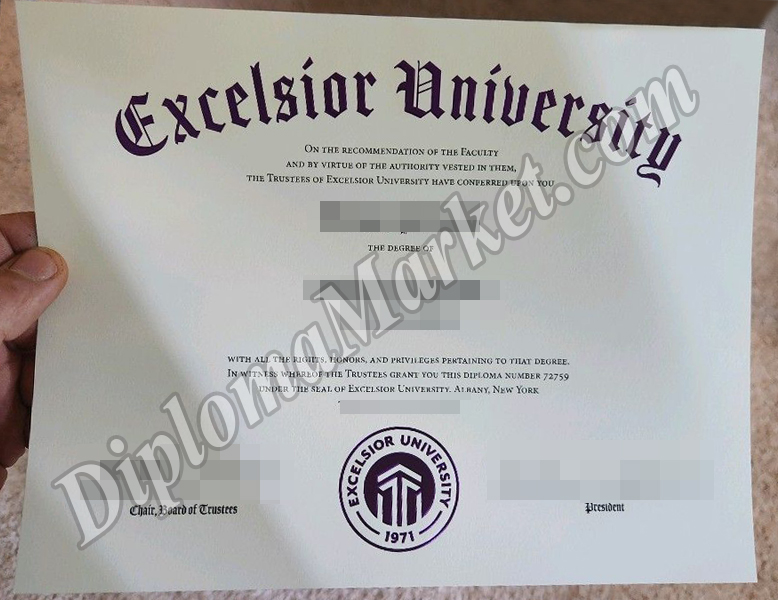 Excelsior University
On the recommendation of the Faculty
and by virtue of the authority vested in them,
the Trustees of Excelsior University have conferred upon you
the degree of
with all the rights, honors, and privileges pertaining to that degree.
In witness whereof the Trustees grant you this diploma number 72759
under the seal of Excelsior University. Albany, New York
EXCELSIOR UNIVERSITY
1971
Chair, Board of Trustees
President
DiplomaMarket.com